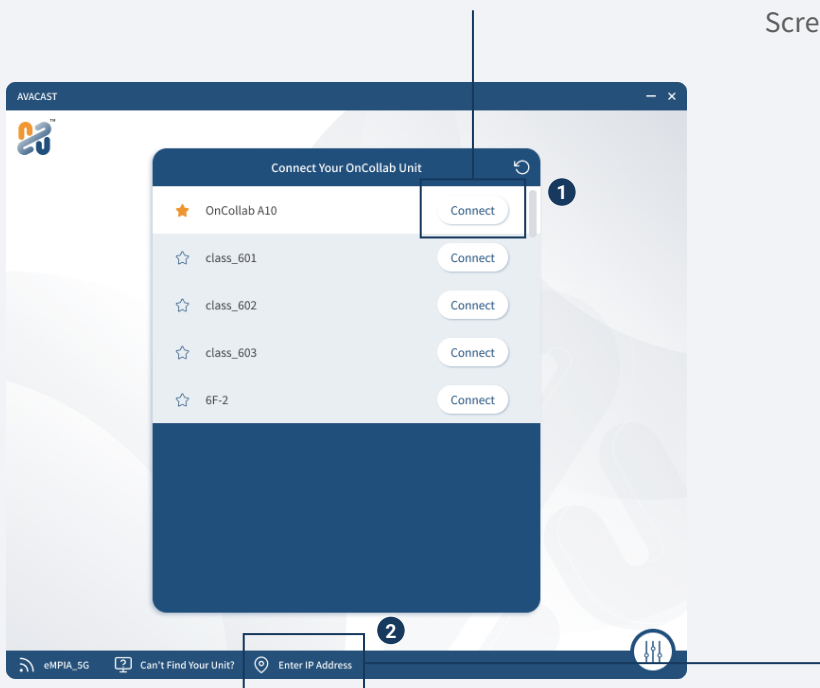 Scre
AVACAST
TM
Connect Your OnCollab Unit
OnCollab A10 Connect
1
class_601 Connect
class_602 Connect
class_603 Connect
6F-2 Connect
2
eMPIA_5G Can't Find Your Unit? Enter IP Address